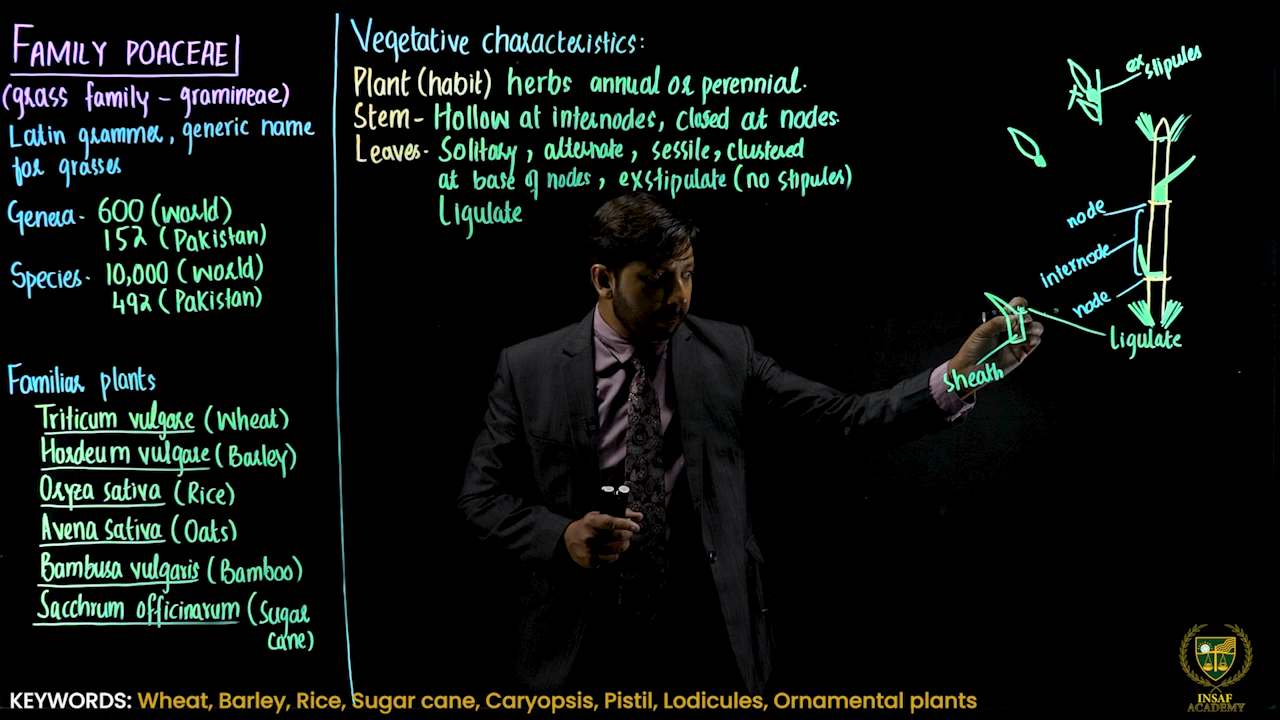 FAMILY POACEAE
(grass family - gramineae)
Latin grammer, generic name
for grasses
Genera- 600 (world)
152 (Pakistan)
Species- 10,000 (world)
492 (Pakistan)
Familiar plants
Triticum vulgare (Wheat)
Hordeum vulgare (Barley)
Oryza sativa (Rice)
Avena sativa (Oats)
Bambusa vulgaris (Bamboo)
Sacchrum officinarum (Sugar
cane)
Vegetative characteristics:
Plant (habit) herbs annual or perennial.
Stem- Hollow at internodes, closed at nodes.
Leaves- Solitary, alternate, sessile, clustered
at base of nodes, exstipulate (no stipules)
Ligulate
ex
stipules
node
internode
node
Ligulate
sheath
KEYWORDS: Wheat, Barley, Rice, Sugar cane, Caryopsis, Pistil, Lodicules, Ornamental plants
INSAF
ACADEMY